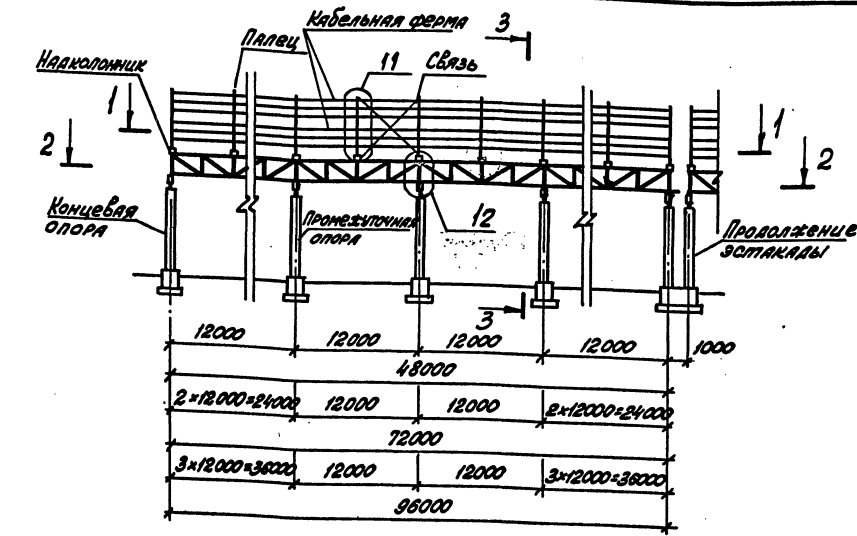 Кабельная ферма
3
Палец
11
Связь
Надколонник
1
1
2
2
Концевая
опора
Промежуточная
опора
12
Продолжение
эстакады
3
12000
12000
12000
12000
1000
48000
2×12000=24000
12000
12000
2×12000=24000
72000
3×12000=36000
12000
12000
3×12000=36000
96000